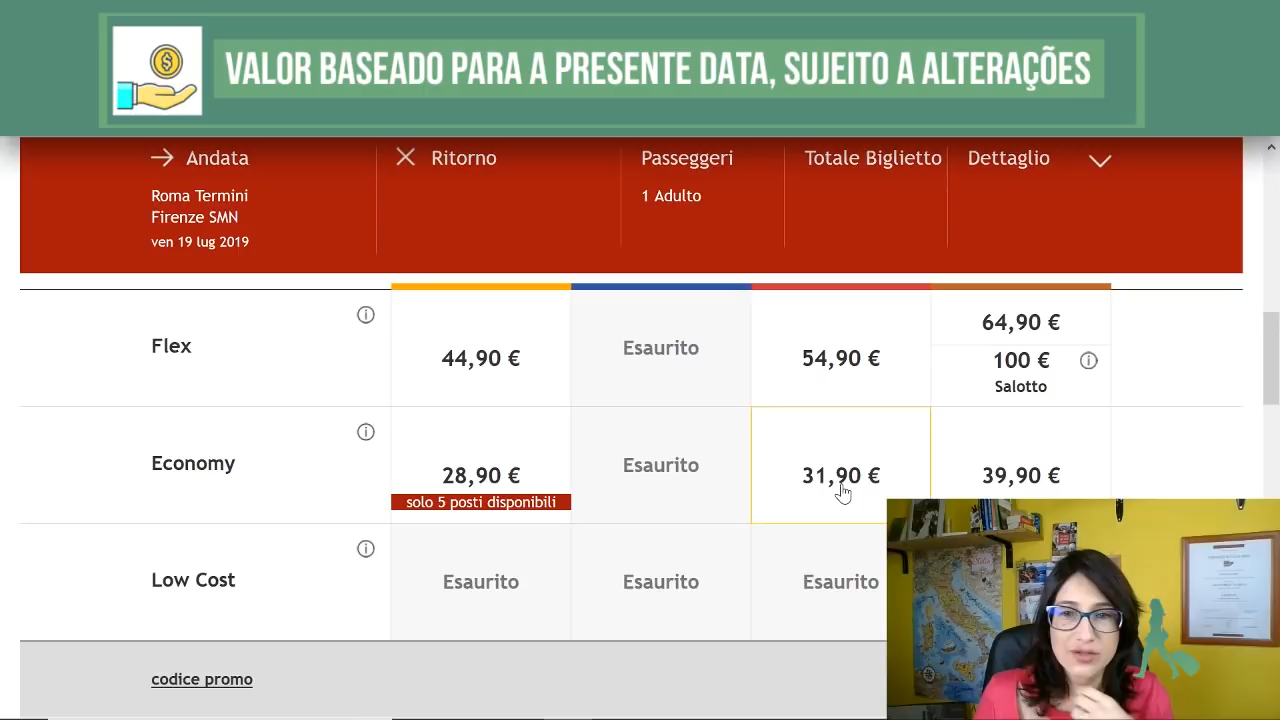 VALOR BASEADO PARA A PRESENTE DATA, SUJEITO A ALTERAÇÕES
Andata
Ritorno
Passeggeri
Totale Biglietto
Dettaglio
Roma Termini
1 Adulto
Firenze SMN
ven 19 lug 2019
Flex
44,90 €
Esaurito
54,90 €
64,90 €
100 €
Salotto
Economy
28,90 €
solo 5 posti disponibili
Esaurito
31,90 €
39,90 €
Low Cost
Esaurito
Esaurito
Esaurito
codice promo